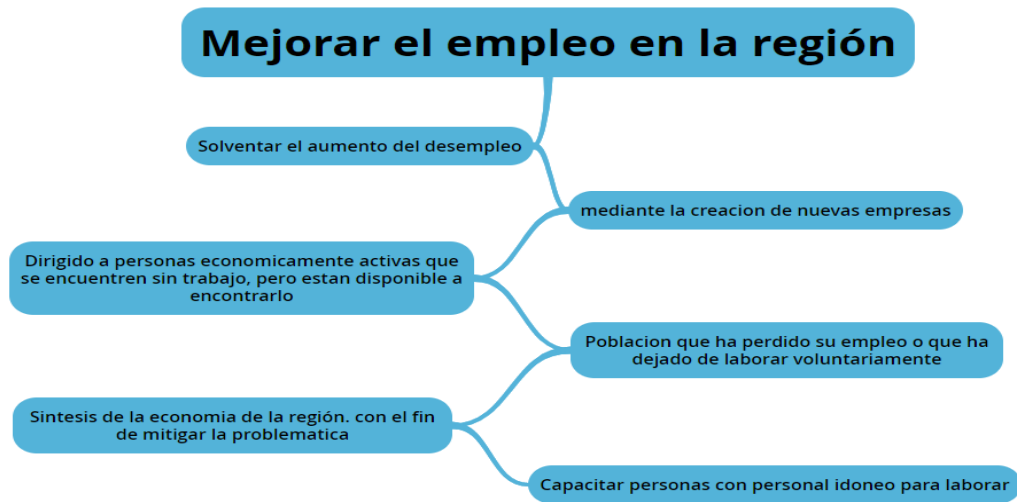 Mejorar el empleo en la región
Solventar el aumento del desempleo
mediante la creacion de nuevas empresas
Dirigido a personas economicamente activas que
se encuentren sin trabajo, pero estan disponible a
encontrarlo
Poblacion que ha perdido su empleo o que ha
dejado de laborar voluntariamente
Sintesis de la economia de la región. con el fin
de mitigar la problematica
Capacitar personas con personal idoneo para laborar